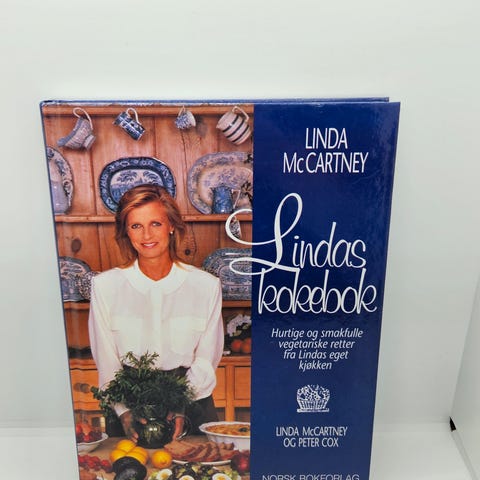 LINDA
McCARTNEY
Lindas
kokebok
Hurtige og smakfulle
vegetariske retter
fra Lindas eget
kjøkken
LINDA McCARTNEY
OG PETER COX
NORSK BOKFORLAG